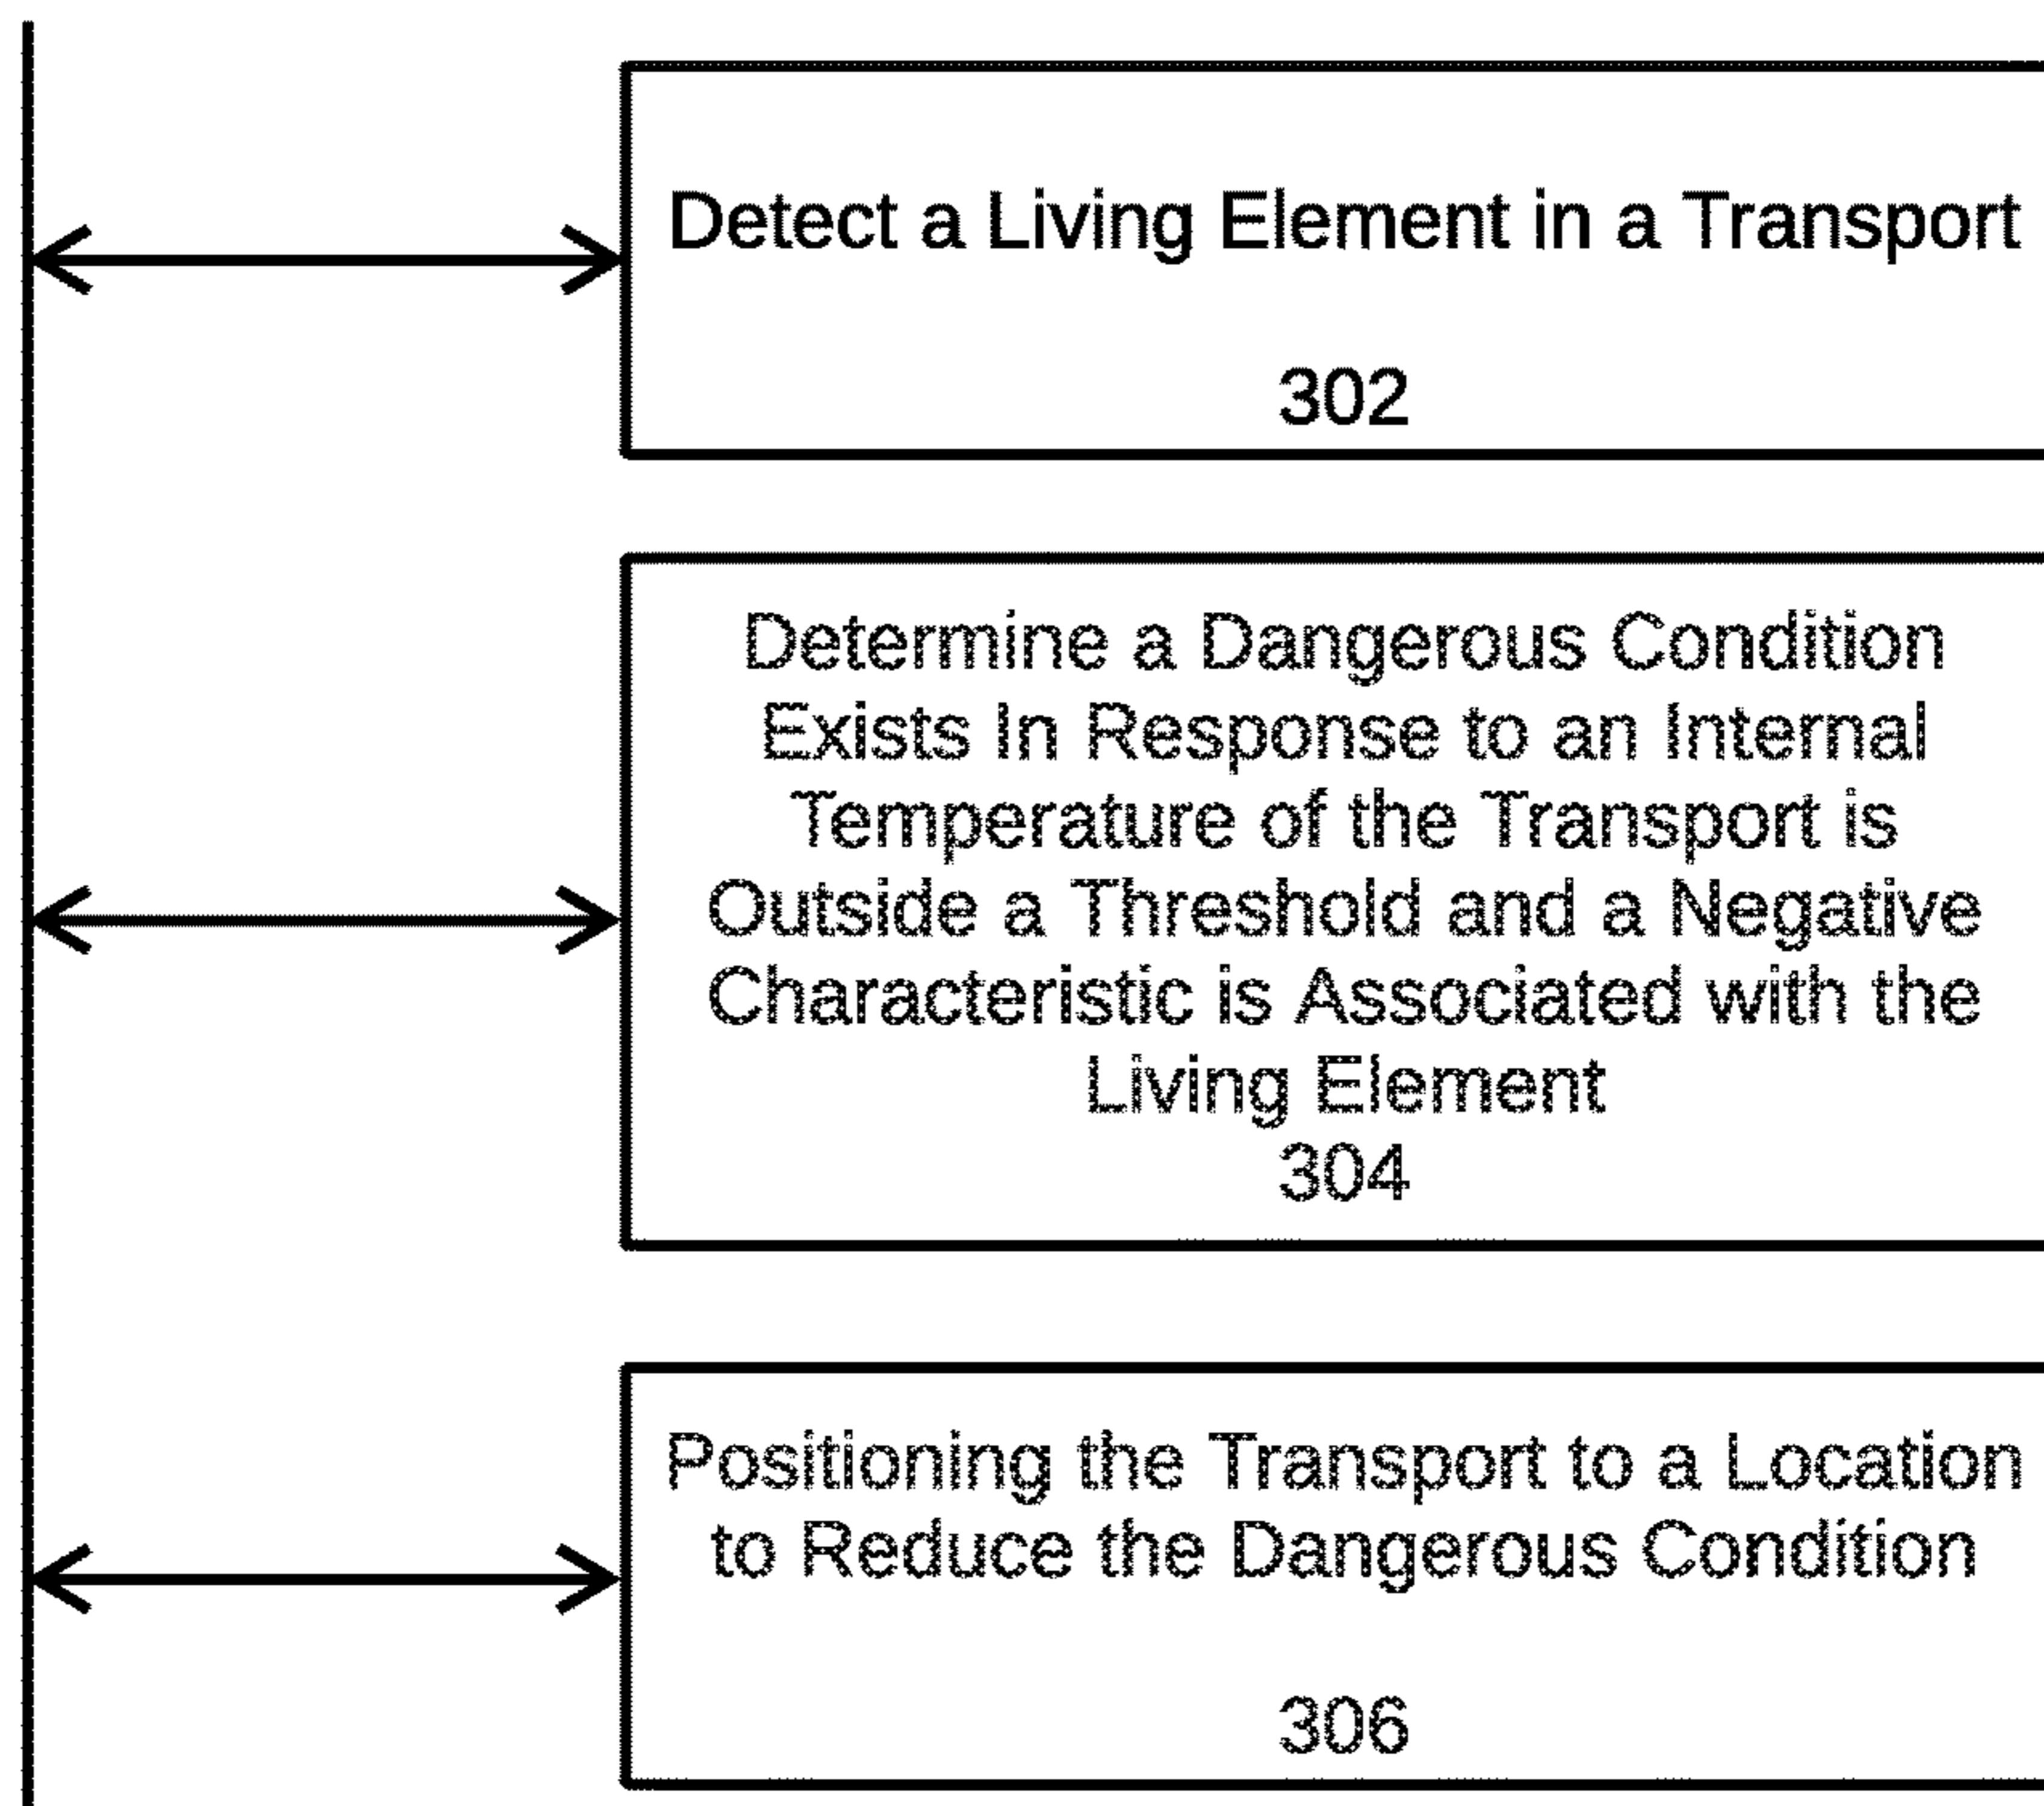 Detect a Living Element in a Transport
302
Determine a Dangerous Condition
Exists In Response to an Internal
Temperature of the Transport is
Outside a Threshold and a Negative
Characteristic is Associated with the
Living Element
304
Positioning the Transport to a Location
to Reduce the Dangerous Condition
306